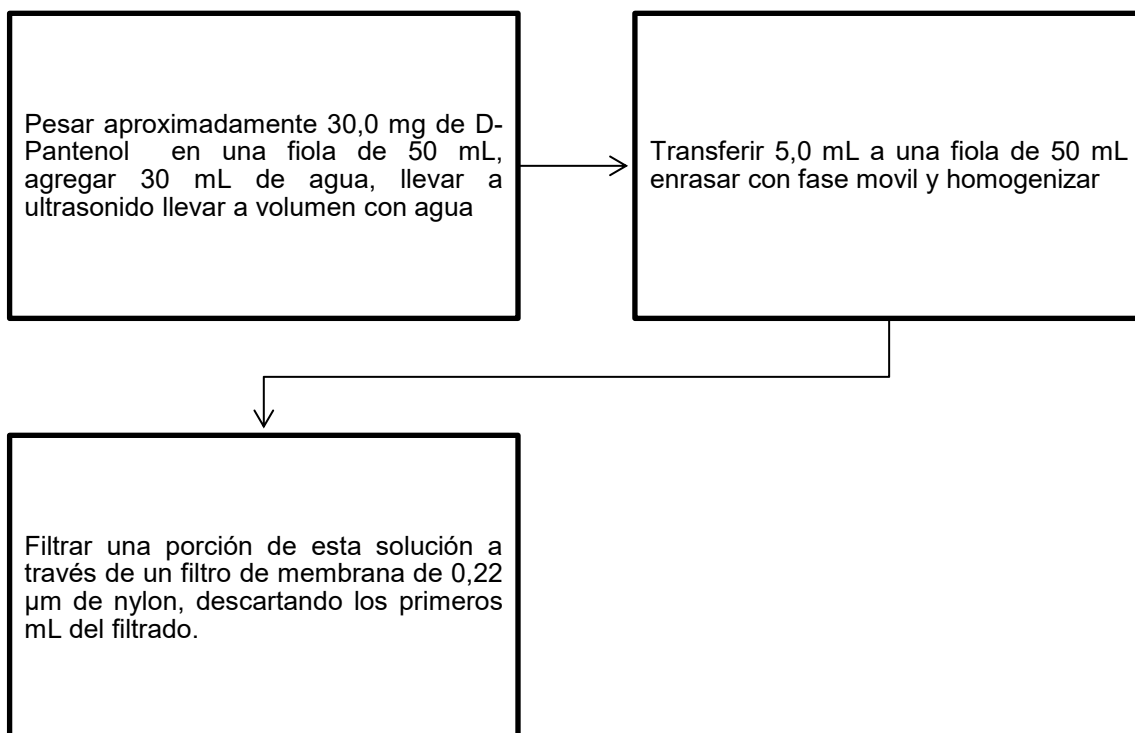 Pesar aproximadamente 30,0 mg de D-
Pantenol en una fiola de 50 mL,
agregar 30 mL de agua, llevar a
ultrasonido llevar a volumen con agua
Transferir 5,0 mL a una fiola de 50 mL
enrasar con fase movil y homogenizar
Filtrar una porción de esta solución a
través de un filtro de membrana de 0,22
µm de nylon, descartando los primeros
mL del filtrado.